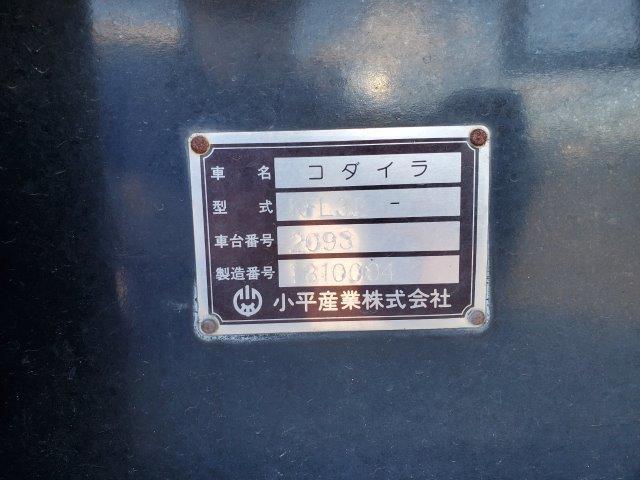 車名 コダイラ
型式 -
車台番号 2093
製造番号 1310004
小平産業株式会社